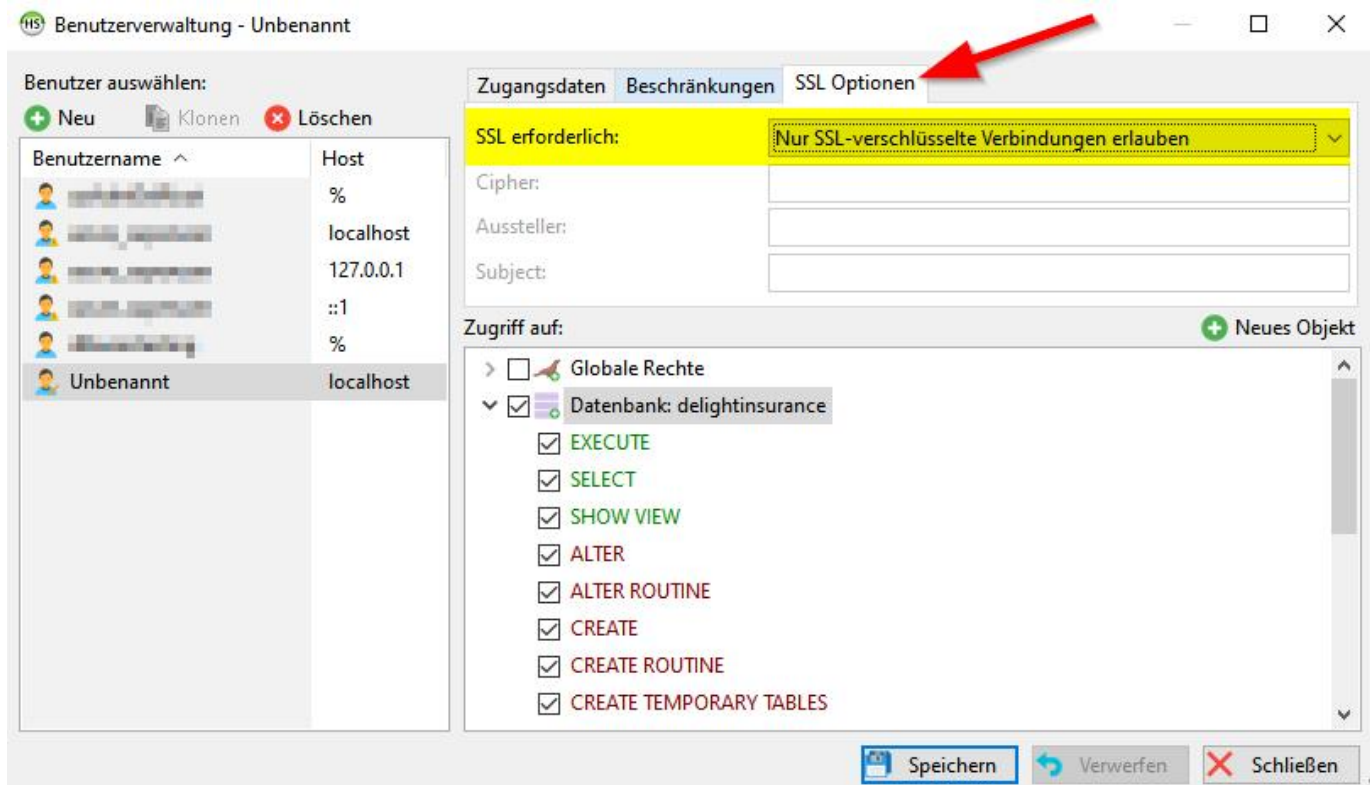 HS Benutzerverwaltung - Unbenannt
Benutzer auswählen:
Neu Klonen Löschen
Benutzername Host
%
localhost
127.0.0.1
::1
%
Unbenannt localhost
Zugangsdaten Beschränkungen SSL Optionen
SSL erforderlich: Nur SSL-verschlüsselte Verbindungen erlauben
Cipher:
Aussteller:
Subject:
Zugriff auf: Neues Objekt
Globale Rechte
Datenbank: delightinsurance
EXECUTE
SELECT
SHOW VIEW
ALTER
ALTER ROUTINE
CREATE
CREATE ROUTINE
CREATE TEMPORARY TABLES
Speichern Verwerfen Schließen